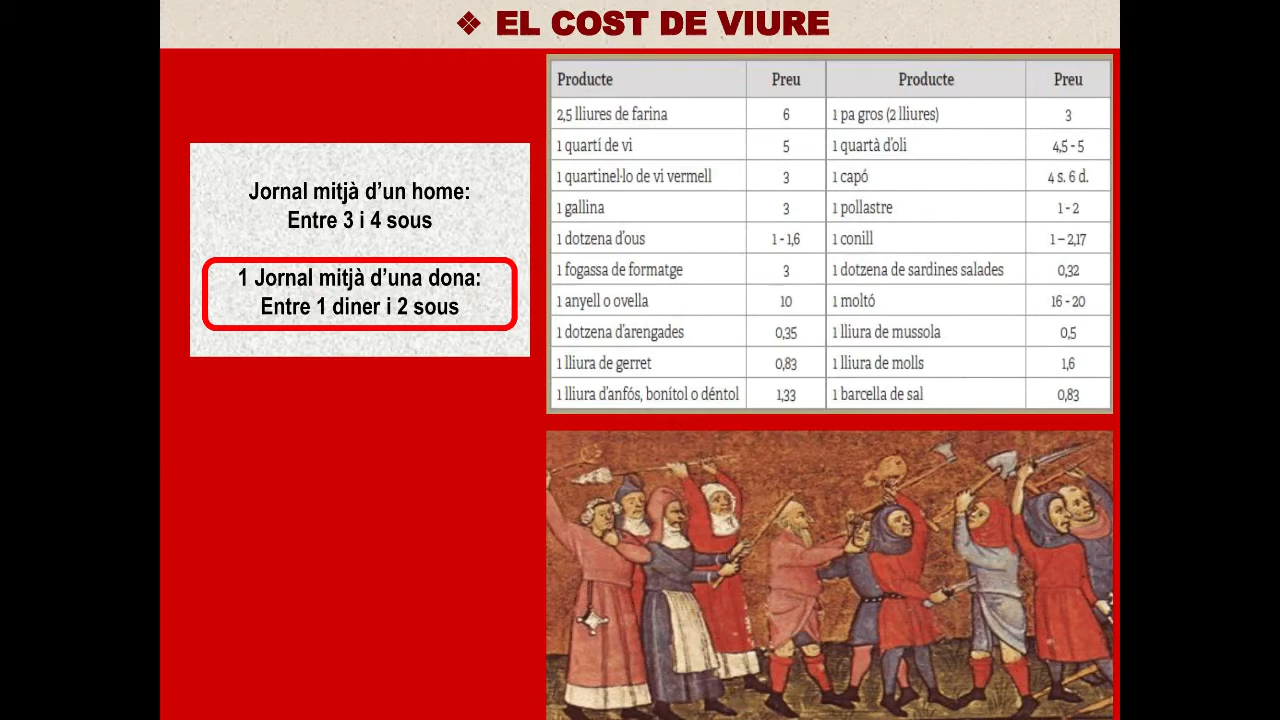 ❖ EL COST DE VIURE
Jornal mitjà d'un home:
Entre 3 i 4 sous
1 Jornal mitjà d'una dona:
Entre 1 diner i 2 sous
Producte Preu Producte Preu
2,5 lliures de farina 6 1 pa gros (2 lliures) 3
1 quartí de vi 5 1 quartà d'oli 4,5 - 5
1 quartinel·lo de vi vermell 3 1 capó 4 s. 6 d.
1 gallina 3 1 pollastre 1 - 2
1 dotzena d'ous 1 - 1,6 1 conill 1 – 2,17
1 fogassa de formatge 3 1 dotzena de sardines salades 0,32
1 anyell o ovella 10 1 moltó 16 - 20
1 dotzena d'arengades 0,35 1 lliura de mussola 0,5
1 lliura de gerret 0,83 1 lliura de molls 1,6
1 lliura d'anfós, bonítol o déntol 1,33 1 barcella de sal 0,83